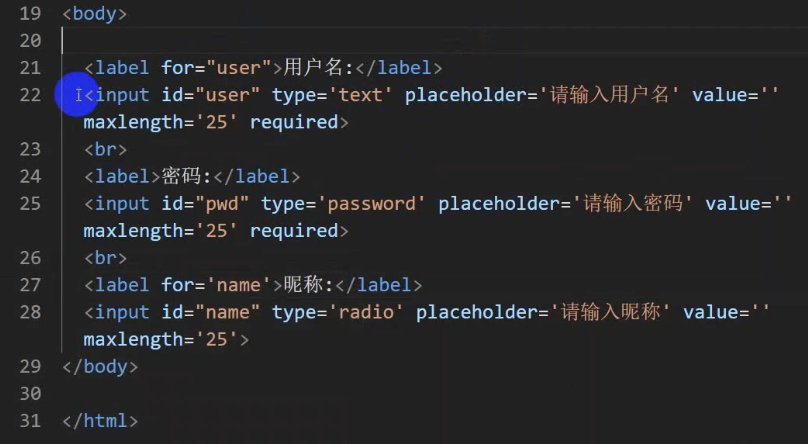 19 <body>
20
21 <label for="user">用户名:</label>
22 <input id="user" type='text' placeholder='请输入用户名' value=''
maxlength='25' required>
23 <br>
24 <label>密码:</label>
25 <input id="pwd" type='password' placeholder='请输入密码' value=''
maxlength='25' required>
26 <br>
27 <label for='name'>昵称:</label>
28 <input id="name" type='radio' placeholder='请输入昵称' value=''
maxlength='25'>
29 </body>
30
31 </html>